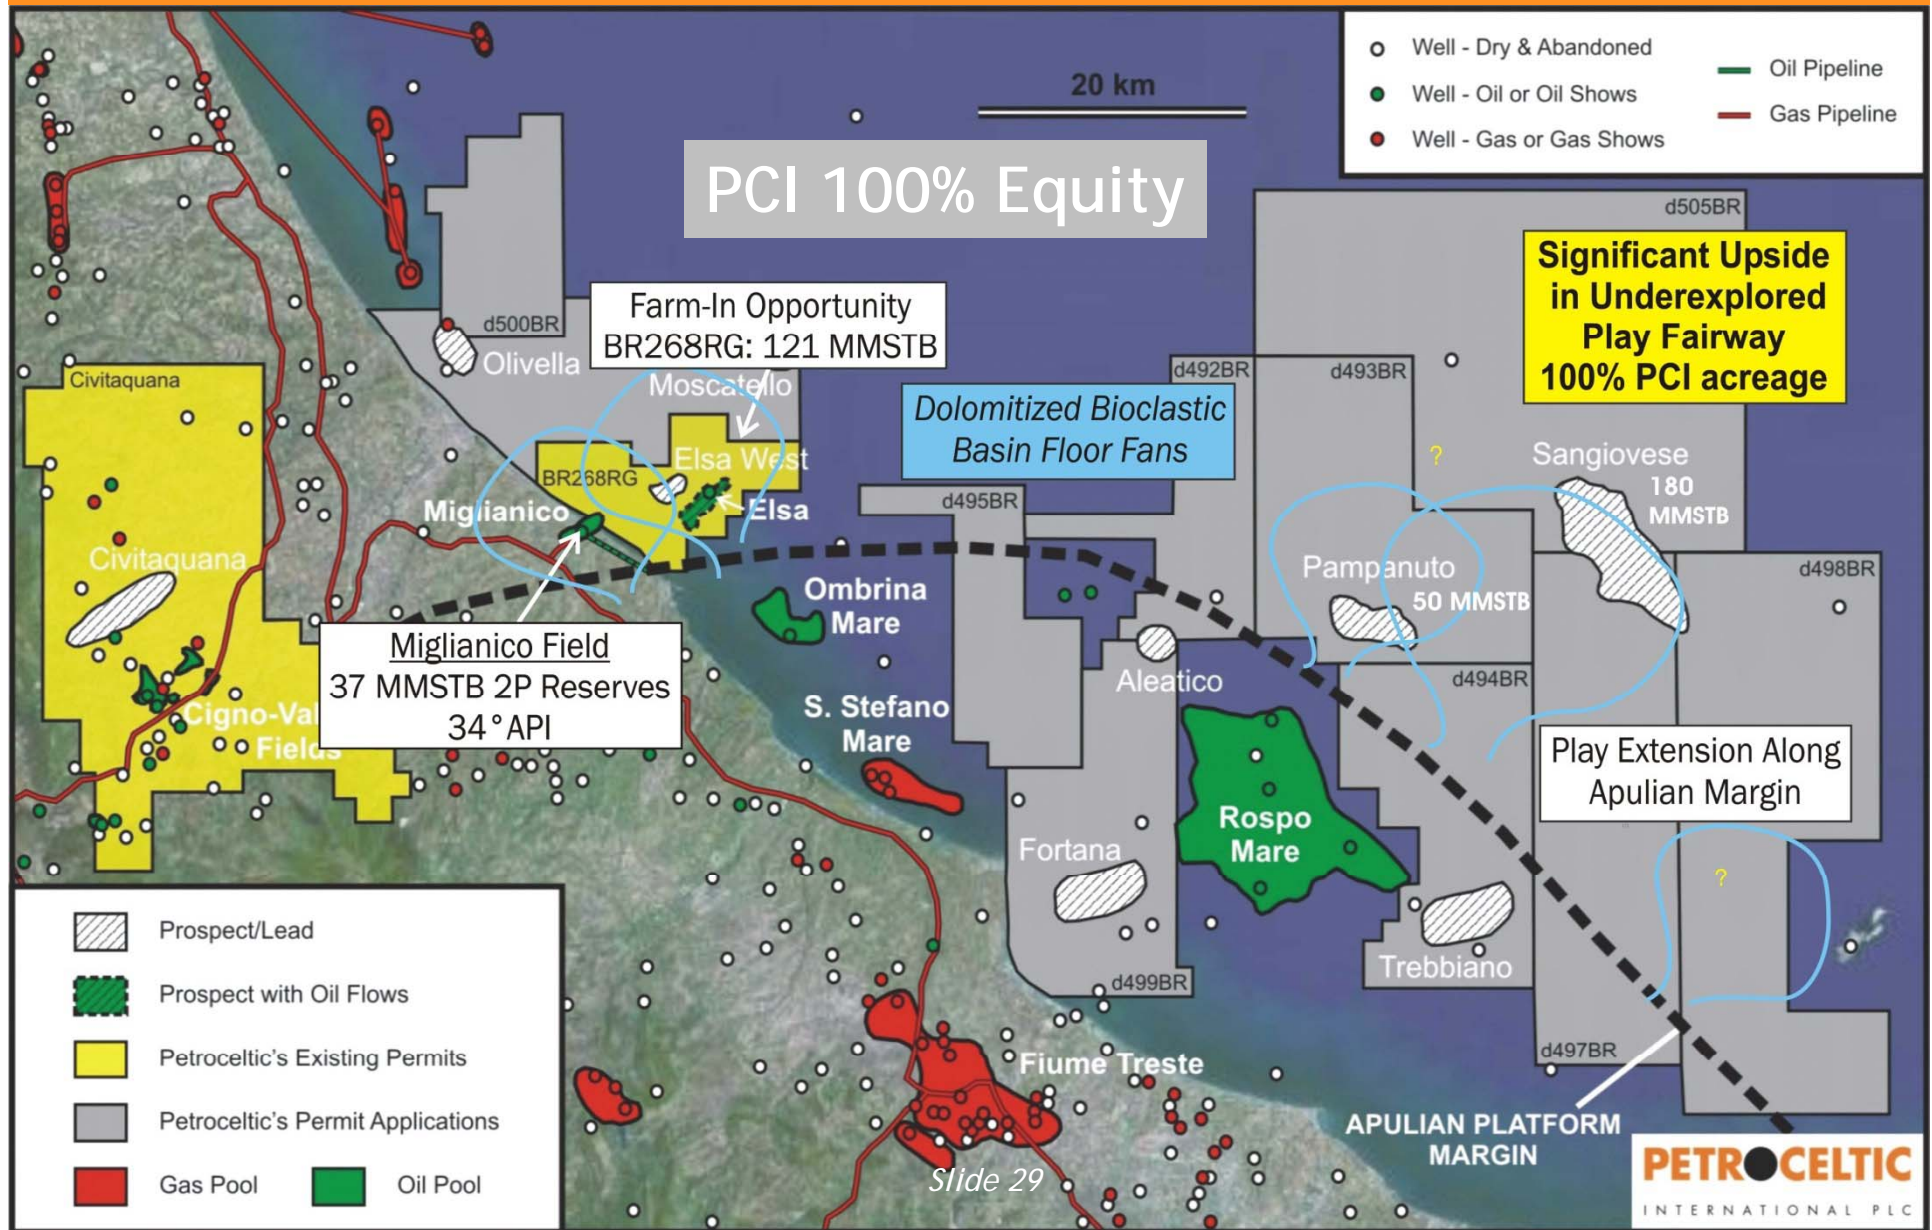 20 km
Well - Dry & Abandoned
Well - Oil or Oil Shows
Well - Gas or Gas Shows
Oil Pipeline
Gas Pipeline
PCI 100% Equity
d505BR
Significant Upside
in Underexplored
Play Fairway
100% PCI acreage
Farm-In Opportunity
BR268RG: 121 MMSTB
d500BR
Olivella
Moscatello
Civitaquana
d492BR
d493BR
Dolomitized Bioclastic
Basin Floor Fans
Elsa West
BR268RG
Elsa
Miglianico
?
Sangiovese
180
MMSTB
d495BR
Civitaquana
Pampanuto
50 MMSTB
d498BR
Ombrina
Mare
Miglianico Field
37 MMSTB 2P Reserves
34°API
Aleatico
d494BR
S. Stefano
Mare
Cigno-Val
Fields
Play Extension Along
Apulian Margin
Rospo
Mare
Fortana
?
Trebbiano
d499BR
d497BR
Fiume Treste
APULIAN PLATFORM
MARGIN
Prospect/Lead
Prospect with Oil Flows
Petroceltic's Existing Permits
Petroceltic's Permit Applications
Gas Pool
Oil Pool
Slide 29
PETROCELTIC
INTERNATIONAL PLC